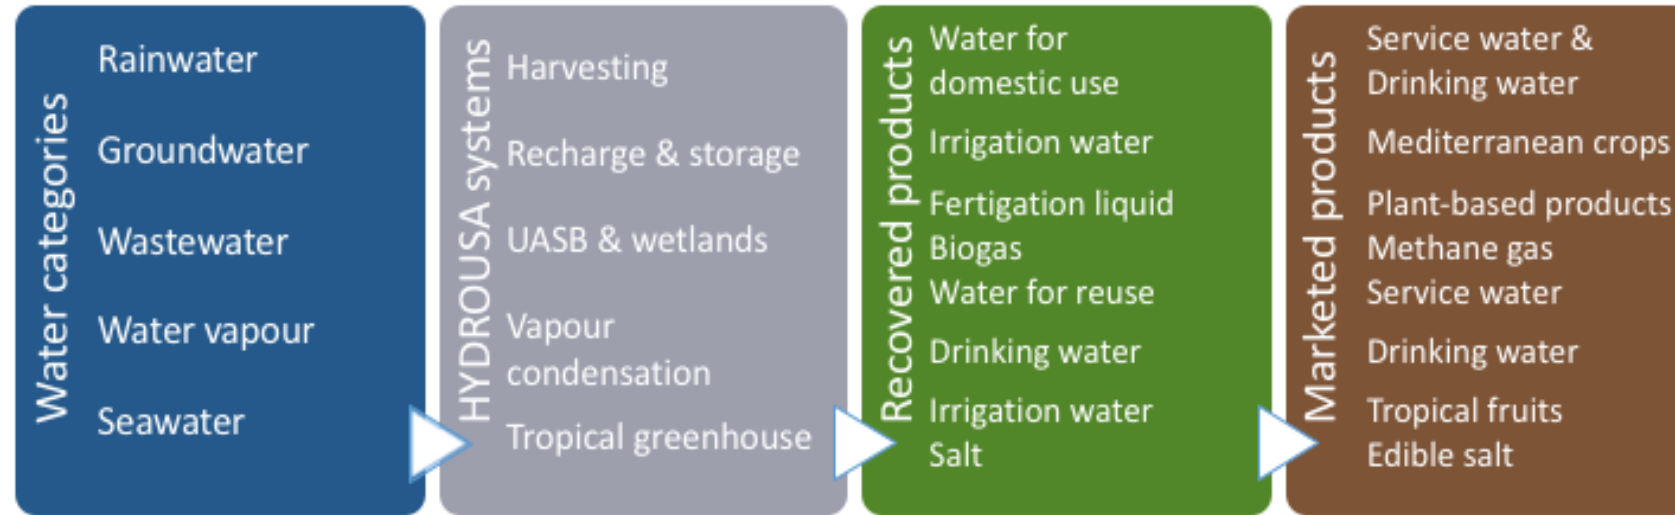 Water categories
Rainwater
Groundwater
Wastewater
Water vapour
Seawater
HYDROUSA systems
Harvesting
Recharge & storage
UASB & wetlands
Vapour
condensation
Tropical greenhouse
Recovered products
Water for
domestic use
Irrigation water
Fertigation liquid
Biogas
Water for reuse
Drinking water
Irrigation water
Salt
Marketed products
Service water &
Drinking water
Mediterranean crops
Plant-based products
Methane gas
Service water
Drinking water
Tropical fruits
Edible salt